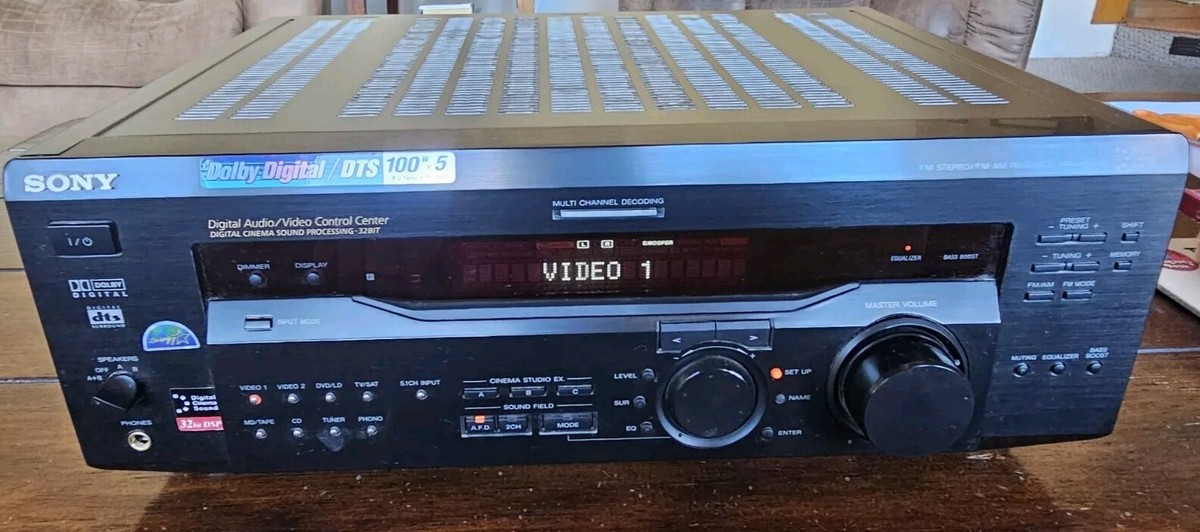 SONY
Dolby Digital / DTS 100W x 5
FM STEREO/FM-AM
MULTI CHANNEL DECODING
Digital Audio/Video Control Center
DIGITAL CINEMA SOUND PROCESSING-32BIT
I/
DIMMER DISPLAY
L R S.WOOFER
VIDEO 1
EQUALIZER BASS BOOST
PRESET
- TUNING +
SHIFT
- TUNING +
MEMORY
FM/AM FM MODE
DOLBY
DIGITAL
DIGITAL
dts
SURROUND
INPUT MODE
MASTER VOLUME
Energy
SPEAKERS
OFF A B
A+B
Digital
Cinema
Sound
32bit DSP
PHONES
VIDEO 1 VIDEO 2 DVD/LD TV/SAT 5.1CH INPUT
MD/TAPE CD TUNER PHONO
CINEMA STUDIO EX.
A B C
SOUND FIELD
A.F.D. 2CH MODE
LEVEL
SUR
EQ
< >
- +
SET UP
NAME
ENTER
MUTING EQUALIZER BASS
BOOST